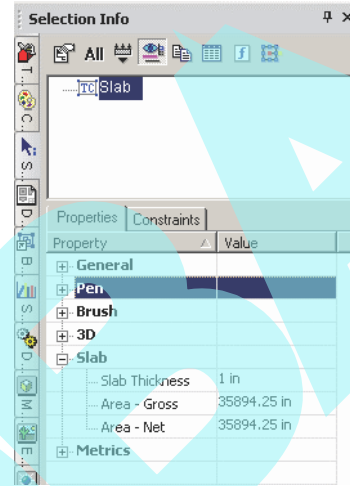 Selection Info
All
TC Slab
T...
C...
S...
D...
B...
S...
D...
M...
E...
Properties Constraints
Property Value
General
Pen
Brush
3D
Slab
Slab Thickness 1 in
Area - Gross 35894.25 in
Area - Net 35894.25 in
Metrics